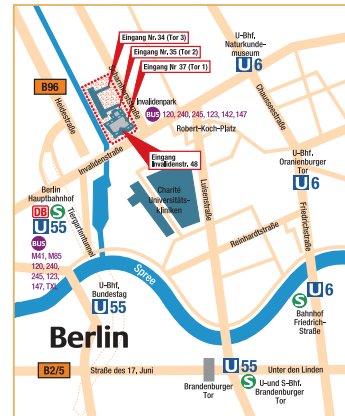 Eingang Nr. 34 (Tor 3)
Eingang Nr. 35 (Tor 2)
Eingang Nr 37 (Tor 1)
U-Bhf.
Naturkunde-
museum
U 6
B96
Scharnhorststraße
Heidestraße
Chausseestraße
Invalidenpark
BUS 120, 240, 245, 123, 142, 147
Robert-Koch-Platz
Invalidenstraße
Eingang
Invalidenstr. 48
U-Bhf,
Oranienburger
Tor
U 6
Berlin
Hauptbahnhof
DB S
U 55
BUS
M41, M85
120, 240,
245, 123,
147, TXL
Tiergartentunnel
Charité
Universitäts-
kliniken
Luisenstraße
Friedrichstraße
Reinhardtstraße
Spree
U-Bhf,
Bundestag
U 55
U 6
S
Bahnhof
Friedrich-
Straße
Berlin
B2/5
Straße des 17. Juni
Brandenburger
Tor
U 55
Unter den Linden
S U-und S-Bhf.
Brandenburger
Tor